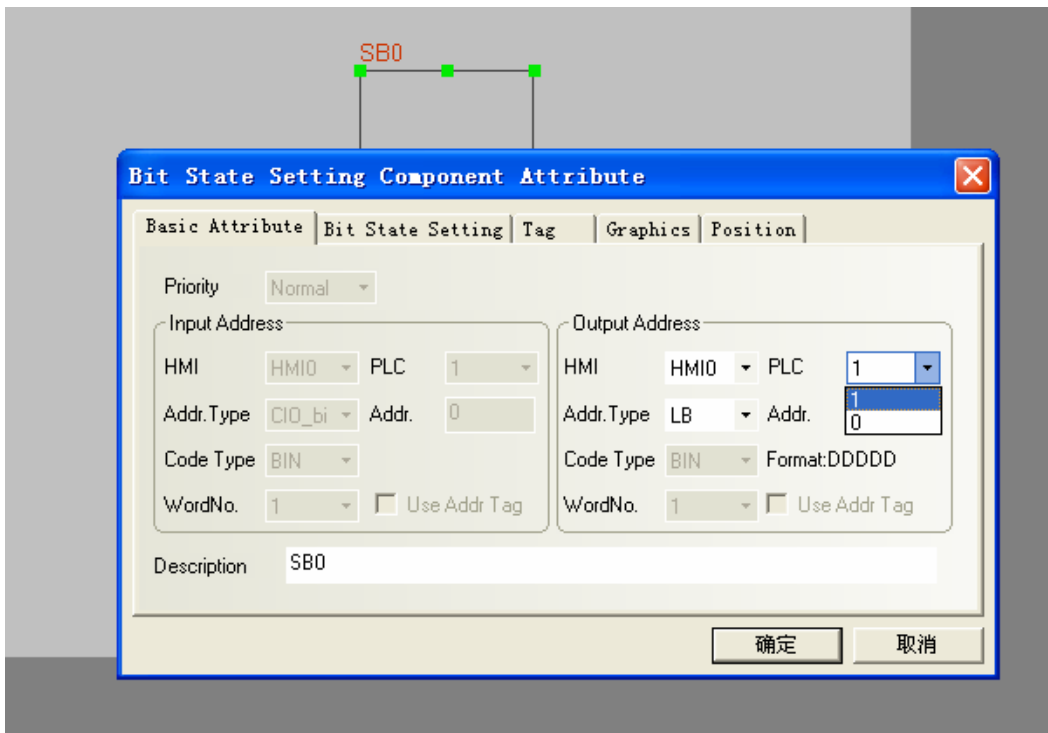 SB0
Bit State Setting Component Attribute
Basic Attribute Bit State Setting Tag Graphics Position
Priority Normal
Input Address Output Address
HMI HMI0 PLC 1 HMI HMI0 PLC 1
1
Addr.Type CIO_bi Addr. 0 Addr.Type LB Addr. 0
Code Type BIN Code Type BIN Format:DDDDD
WordNo. 1 Use Addr Tag WordNo. 1 Use Addr Tag
Description SB0
确定 取消